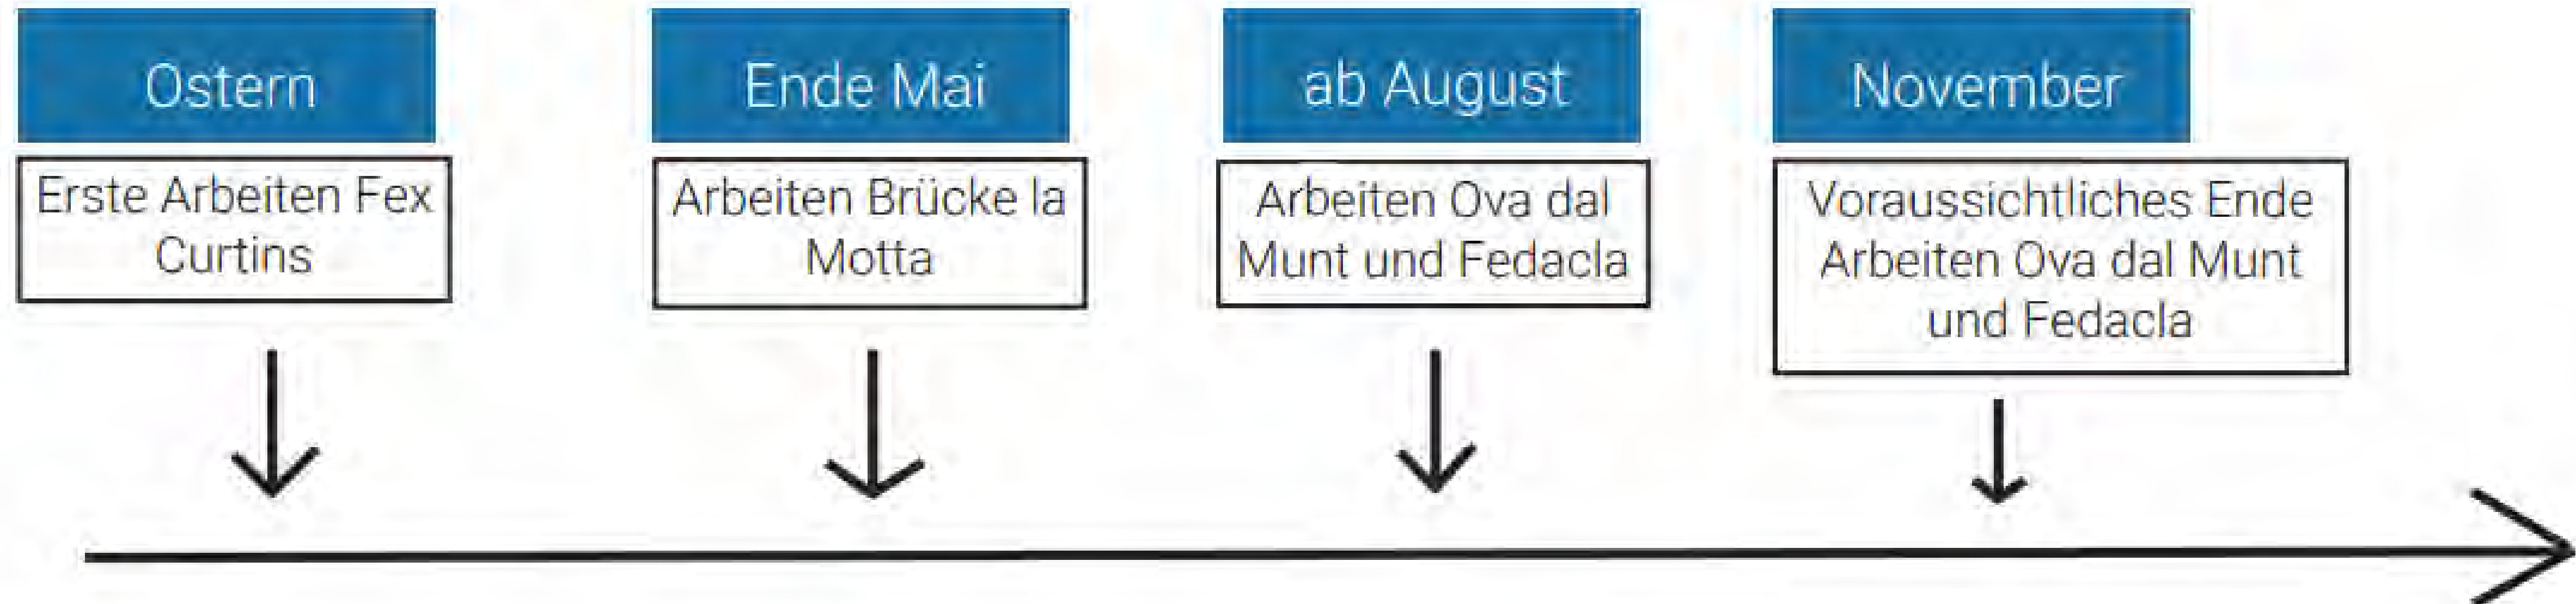 Ostern
Erste Arbeiten Fex
Curtins
Ende Mai
Arbeiten Brücke la
Motta
ab August
Arbeiten Ova dal
Munt und Fedacla
November
Voraussichtliches Ende
Arbeiten Ova dal Munt
und Fedacla